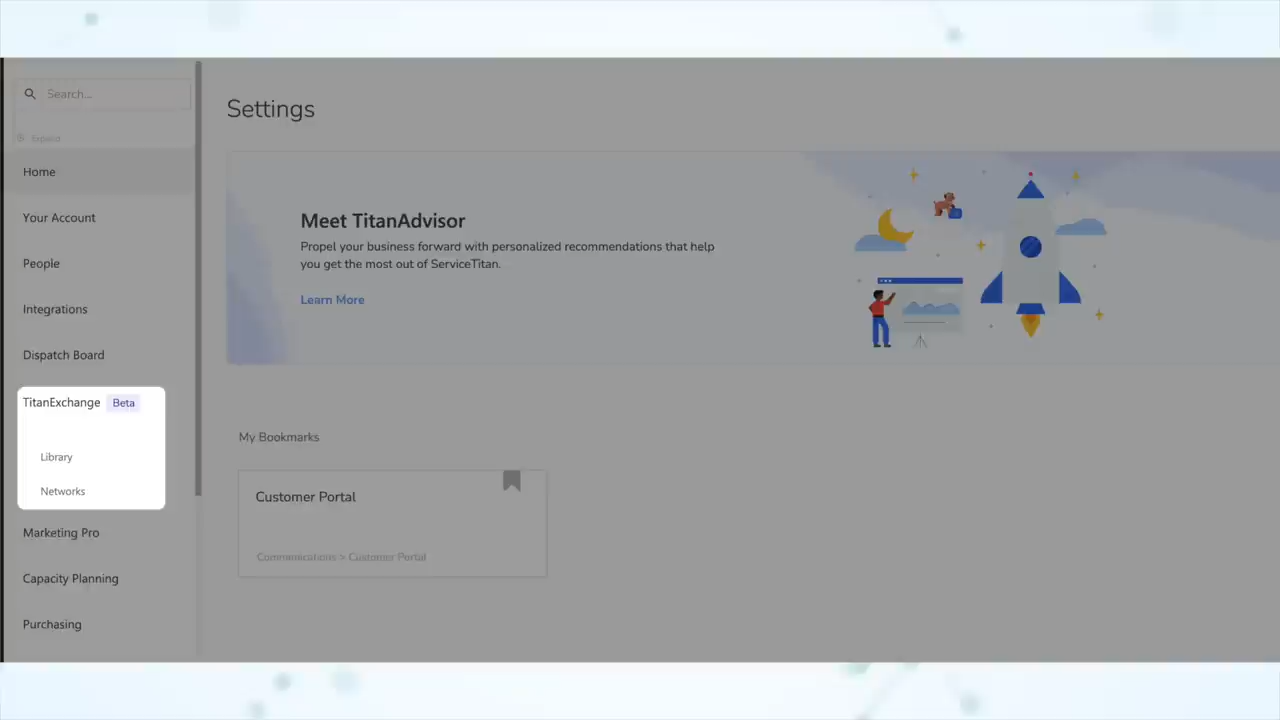 Search...
Expand
Home
Your Account
People
Integrations
Dispatch Board
TitanExchange Beta
Library
Networks
Marketing Pro
Capacity Planning
Purchasing
Settings
Meet TitanAdvisor
Propel your business forward with personalized recommendations that help
you get the most out of ServiceTitan.
Learn More
My Bookmarks
Customer Portal
Communications > Customer Portal